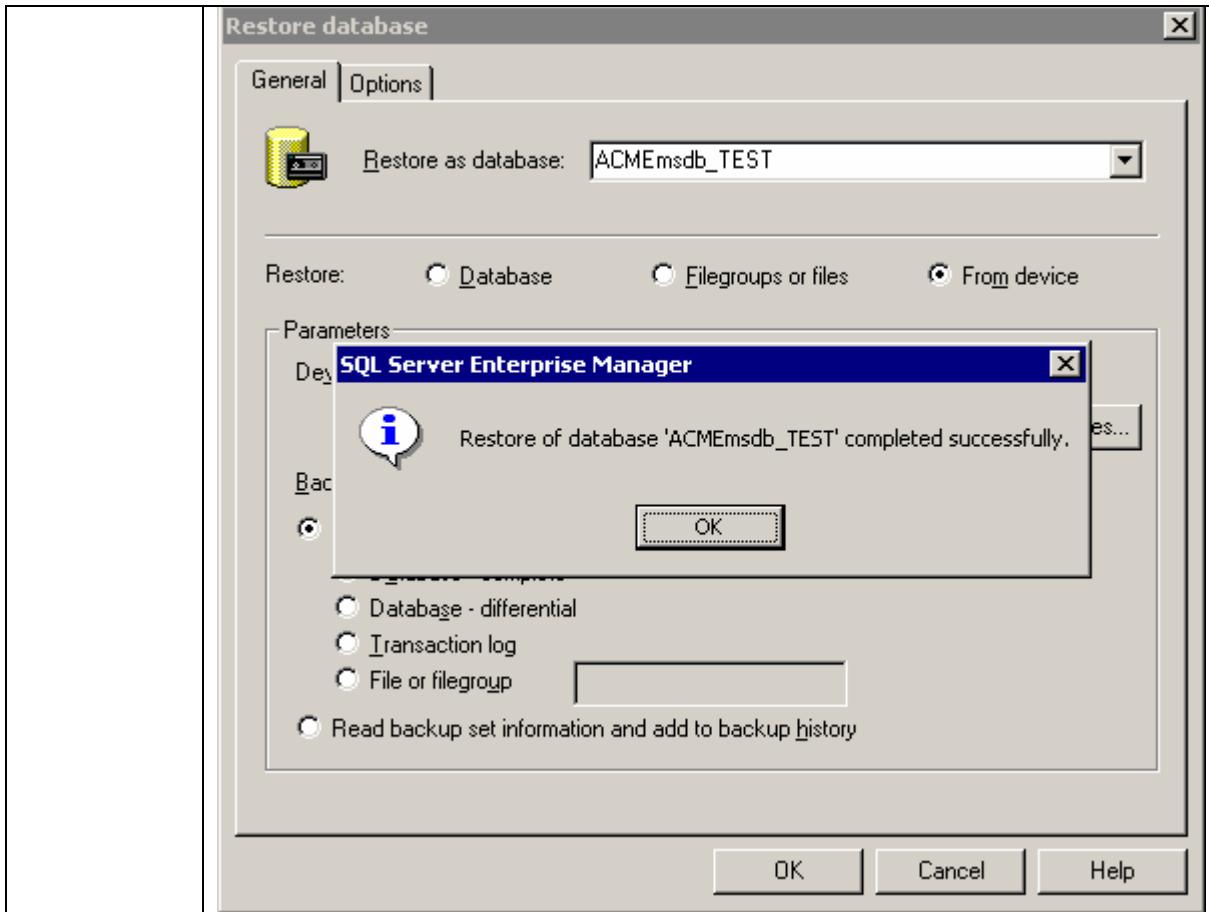 Restore database
General
Options
Restore as database:
ACMEmsdb_TEST
Restore:
Database
Filegroups or files
From device
Parameters
SQL Server Enterprise Manager
Restore of database 'ACMEmsdb_TEST' completed successfully.
OK
Database - differential
Transaction log
File or filegroup
Read backup set information and add to backup history
OK
Cancel
Help